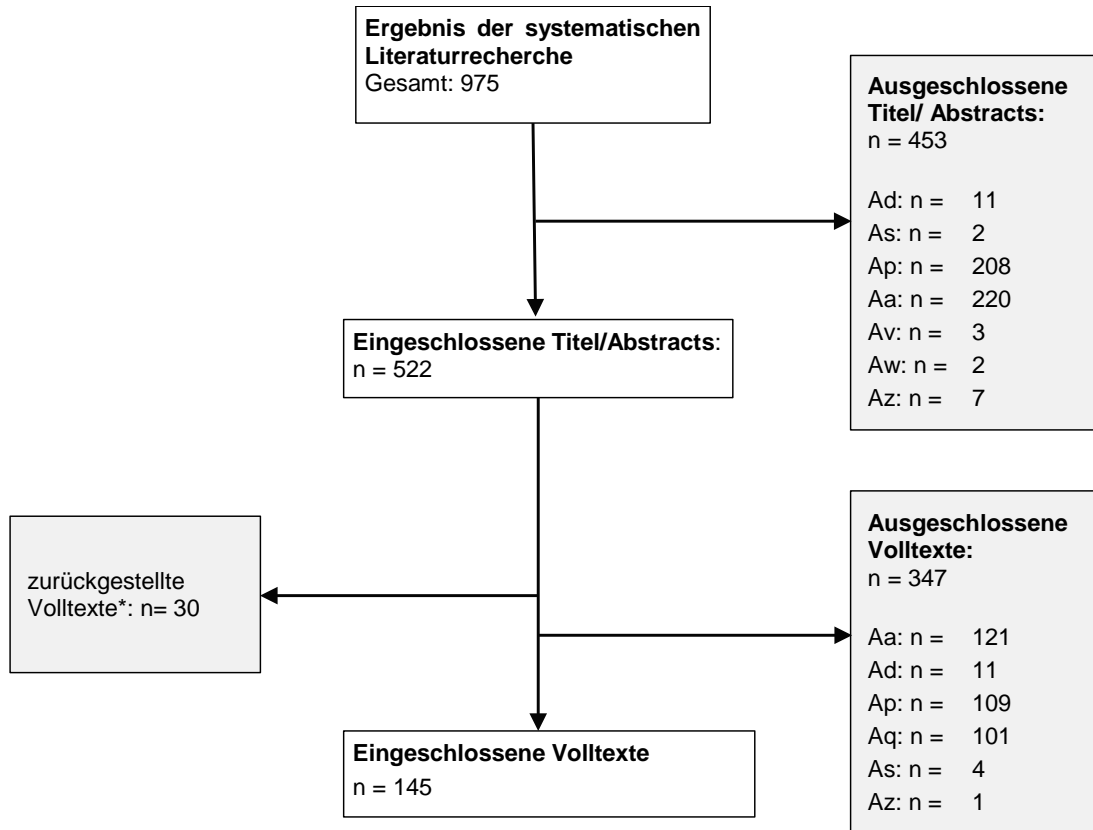 Ergebnis der systematischen
Literaturrecherche
Gesamt: 975
Ausgeschlossene
Titel/ Abstracts:
n = 453
Ad: n = 11
As: n = 2
Ap: n = 208
Aa: n = 220
Av: n = 3
Aw: n = 2
Az: n = 7
Eingeschlossene Titel/Abstracts:
n = 522
zurückgestellte
Volltexte*: n= 30
Ausgeschlossene
Volltexte:
n = 347
Aa: n = 121
Ad: n = 11
Ap: n = 109
Aq: n = 101
As: n = 4
Az: n = 1
Eingeschlossene Volltexte
n = 145